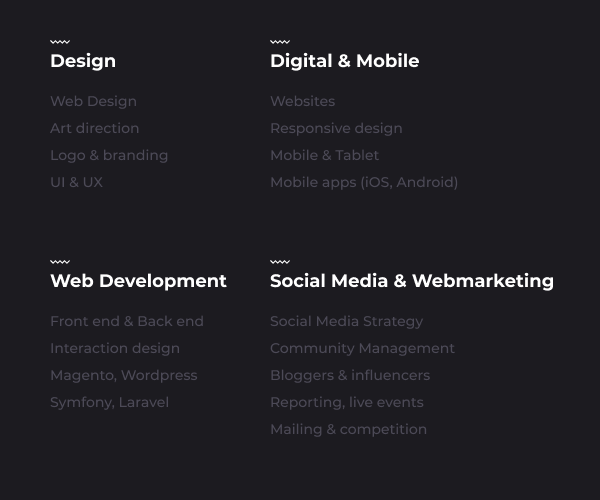 Design
Web Design
Art direction
Logo & branding
UI & UX
Digital & Mobile
Websites
Responsive design
Mobile & Tablet
Mobile apps (iOS, Android)
Web Development
Front end & Back end
Interaction design
Magento, Wordpress
Symfony, Laravel
Social Media & Webmarketing
Social Media Strategy
Community Management
Bloggers & influencers
Reporting, live events
Mailing & competition